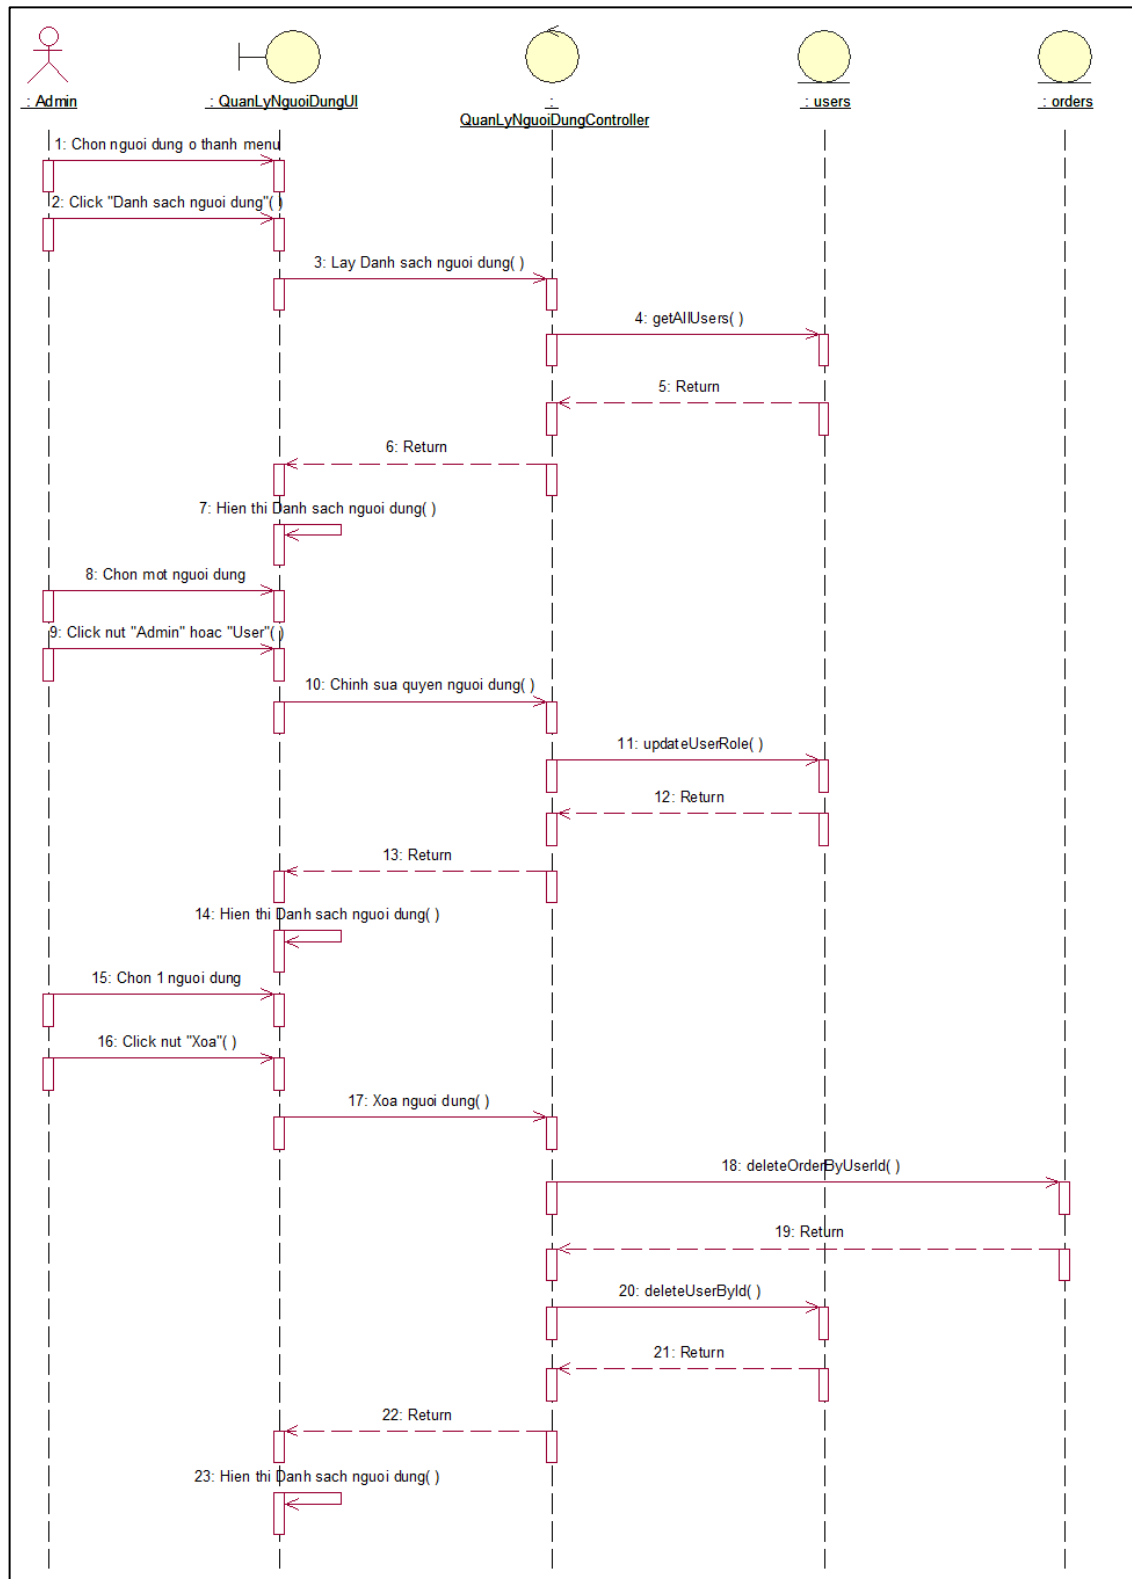 : Admin
: QuanLyNguoiDungUI
:
QuanLyNguoiDungController
: users
: orders
1: Chon nguoi dung o thanh menu
2: Click "Danh sach nguoi dung"( )
3: Lay Danh sach nguoi dung( )
4: getAllUsers( )
5: Return
6: Return
7: Hien thi Danh sach nguoi dung( )
8: Chon mot nguoi dung
9: Click nut "Admin" hoac "User"( )
10: Chinh sua quyen nguoi dung( )
11: updateUserRole( )
12: Return
13: Return
14: Hien thi Danh sach nguoi dung( )
15: Chon 1 nguoi dung
16: Click nut "Xoa"( )
17: Xoa nguoi dung( )
18: deleteOrderByUserId( )
19: Return
20: deleteUserById( )
21: Return
22: Return
23: Hien thi Danh sach nguoi dung( )